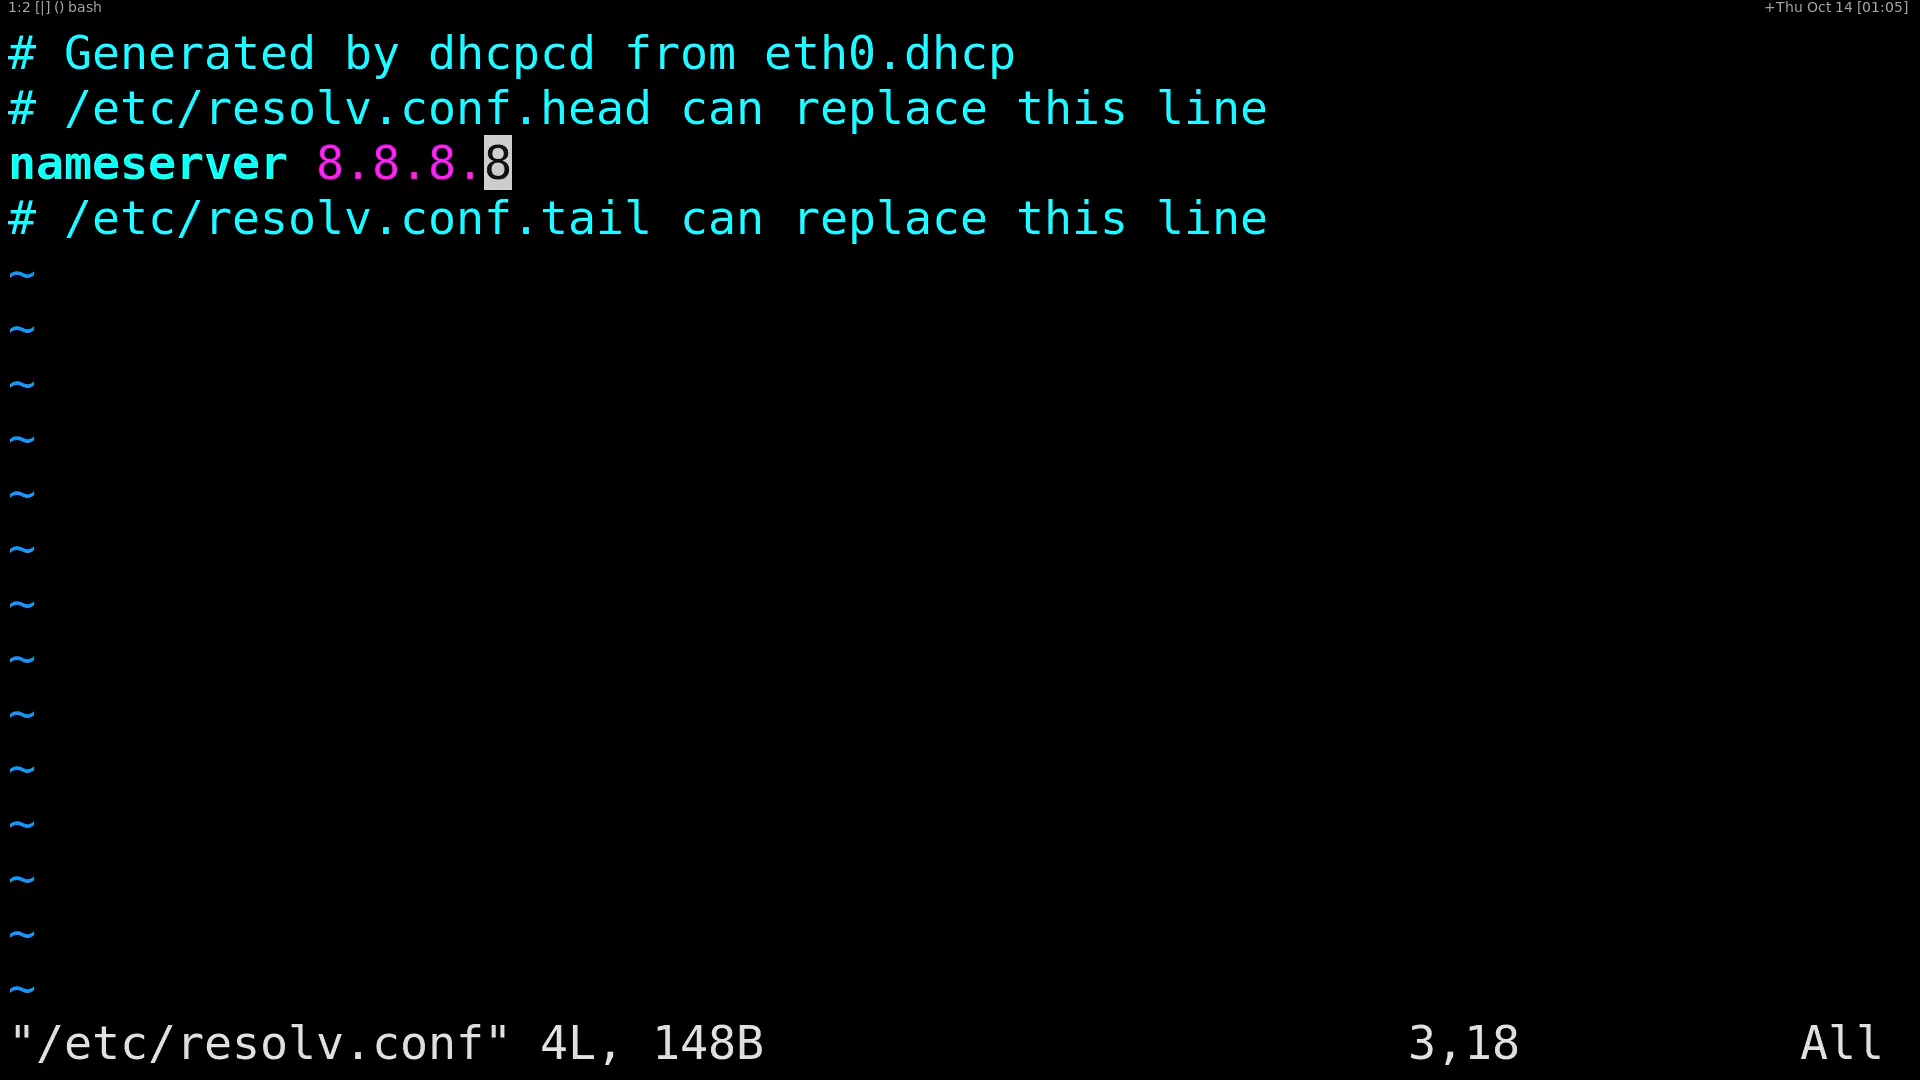 1:2 [|] () bash +Thu Oct 14 [01:05]
# Generated by dhcpcd from eth0.dhcp
# /etc/resolv.conf.head can replace this line
nameserver 8.8.8.8
# /etc/resolv.conf.tail can replace this line
~
~
~
~
~
~
~
~
~
~
~
~
~
~
"/etc/resolv.conf" 4L, 148B 3,18 All